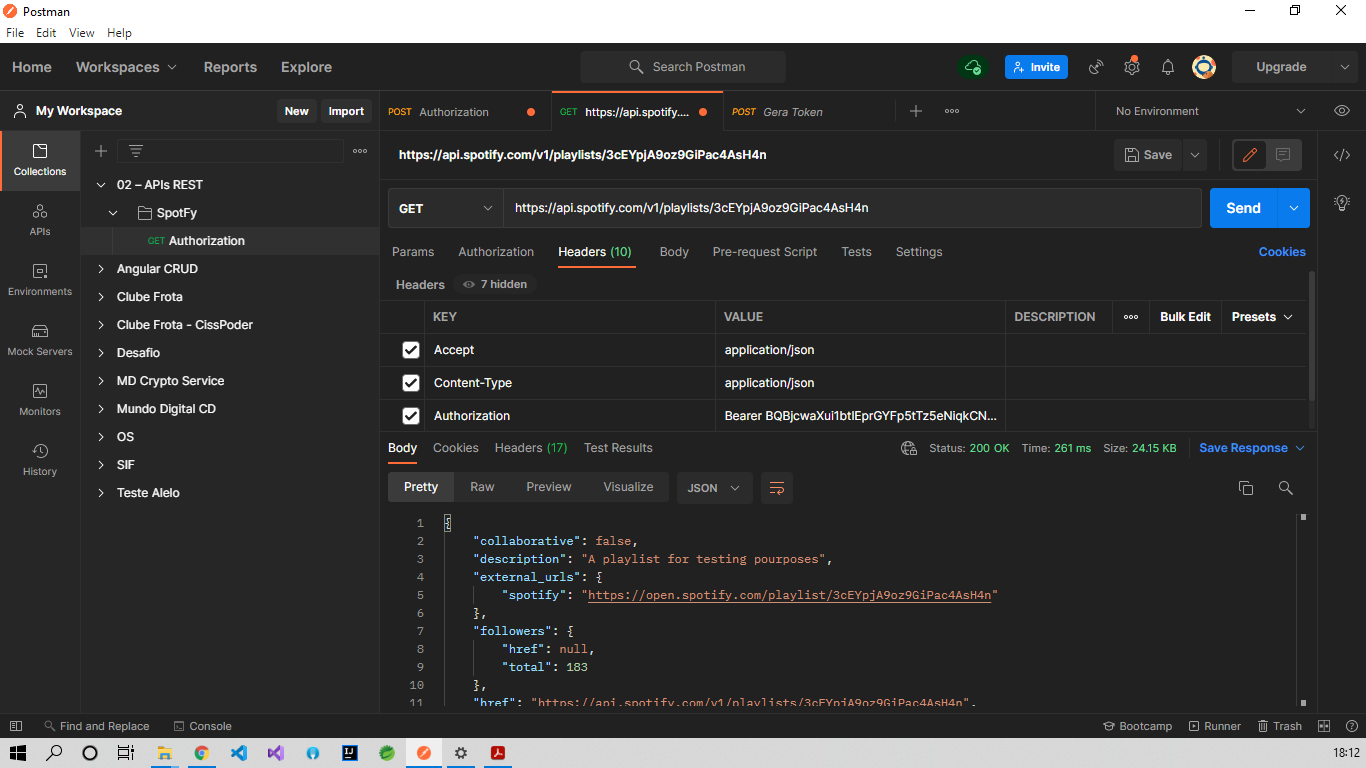 Postman
File Edit View Help
Home Workspaces Reports Explore Search Postman Invite Upgrade
My Workspace New Import
POST Authorization GET https://api.spotify.... POST Gera Token No Environment
Collections
APIs
Environments
Mock Servers
Monitors
History
02 – APIs REST
SpotFy
GET Authorization
Angular CRUD
Clube Frota
Clube Frota - CissPoder
Desafio
MD Crypto Service
Mundo Digital CD
OS
SIF
Teste Alelo
https://api.spotify.com/v1/playlists/3cEYpjA9oz9GiPac4AsH4n Save
GET https://api.spotify.com/v1/playlists/3cEYpjA9oz9GiPac4AsH4n Send
Params Authorization Headers (10) Body Pre-request Script Tests Settings Cookies
Headers 7 hidden
KEY VALUE DESCRIPTION Bulk Edit Presets
Accept application/json
Content-Type application/json
Authorization Bearer BQBjcwaXui1btlEprGYFp5tTz5eNiqkCN...
Body Cookies Headers (17) Test Results Status: 200 OK Time: 261 ms Size: 24.15 KB Save Response
Pretty Raw Preview Visualize JSON
1 {
2 "collaborative": false,
3 "description": "A playlist for testing pourposes",
4 "external_urls": {
5 "spotify": "https://open.spotify.com/playlist/3cEYpjA9oz9GiPac4AsH4n"
6 },
7 "followers": {
8 "href": null,
9 "total": 183
10 },
11 "href": "https://api.spotify.com/v1/playlists/3cEYpjA9oz9GiPac4AsH4n",
Find and Replace Console Bootcamp Runner Trash
18:12